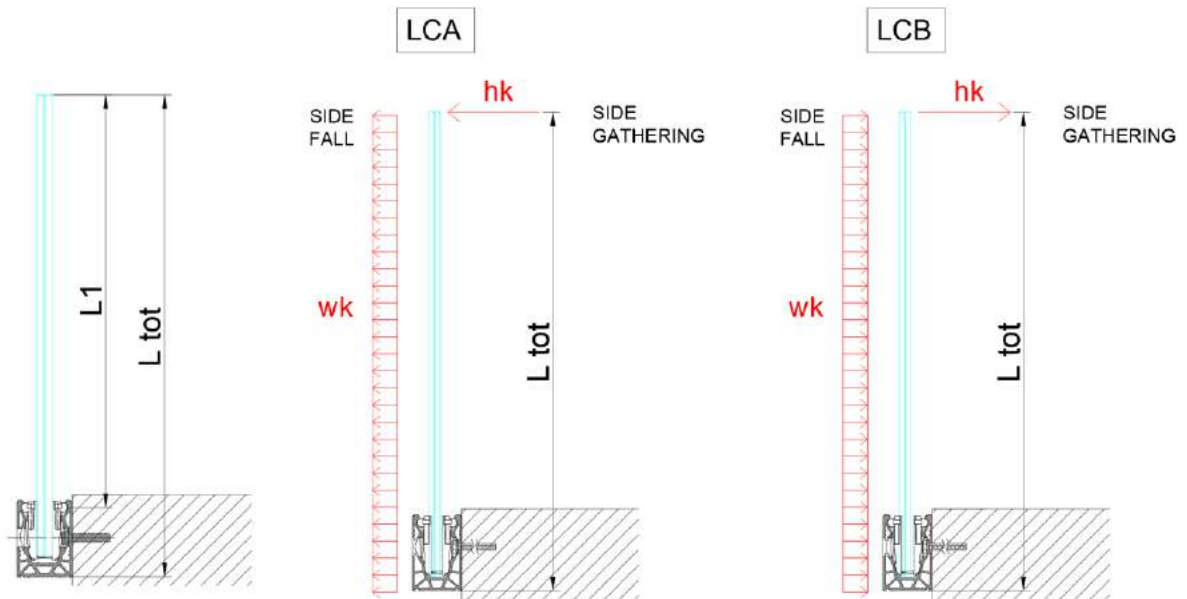 LCA
LCB
L1
L tot
SIDE
FALL
hk
SIDE
GATHERING
wk
L tot
SIDE
FALL
hk
SIDE
GATHERING
wk
L tot